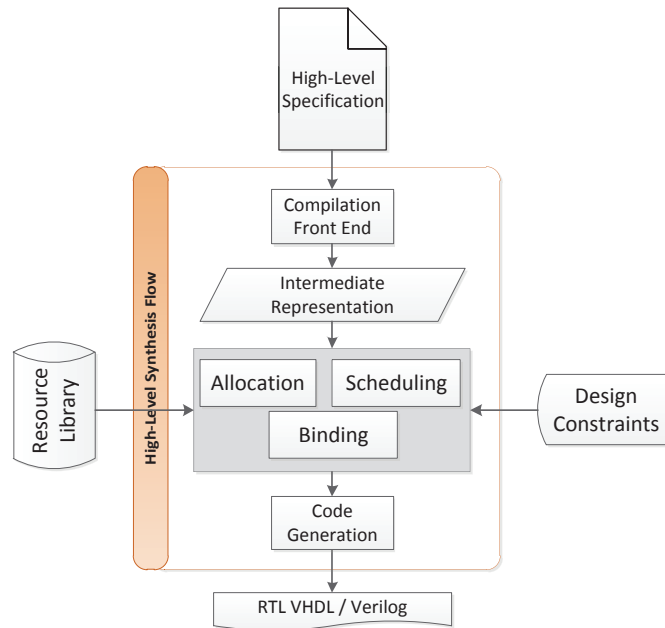 High-Level
Specification
High-Level Synthesis Flow
Compilation
Front End
Intermediate
Representation
Resource
Library
Allocation
Scheduling
Binding
Design
Constraints
Code
Generation
RTL VHDL / Verilog